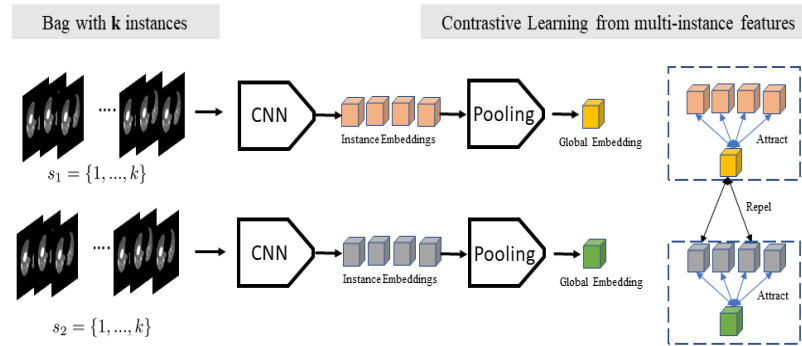 Bag with k instances
Contrastive Learning from multi-instance features
....
CNN
Instance Embeddings
Pooling
Global Embedding
Attract
s₁ = {1, ..., k}
Repel
....
CNN
Instance Embeddings
Pooling
Global Embedding
Attract
s₂ = {1, ..., k}